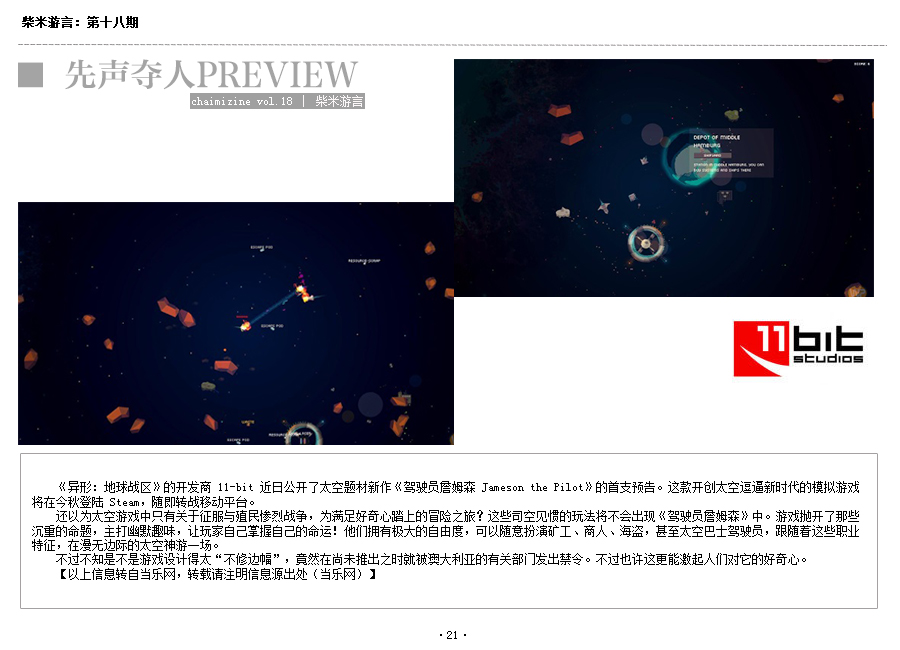 柴米游言：第十八期
先声夺人PREVIEW
chaimizine vol.18 | 柴米游言
DEPOT OF MIDDLE
HAMBURG
ESCAPE POD
ESCAPE POD
ESCAPE POD
11bit
studios
《异形：地球战区》的开发商 11-bit 近日公开了太空题材新作《驾驶员詹姆森 Jameson the Pilot》的首支预告。这款开创太空逗逼新时代的模拟游戏
将在今秋登陆 Steam，随即转战移动平台。
还以为太空游戏中只有关于征服与殖民惨烈战争，为满足好奇心踏上的冒险之旅？这些司空见惯的玩法将不会出现《驾驶员詹姆森》中。游戏抛开了那些
沉重的命题，主打幽默趣味，让玩家自己掌握自己的命运！他们拥有极大的自由度，可以随意扮演矿工、商人、海盗，甚至太空巴士驾驶员，跟随着这些职业
特征，在漫无边际的太空神游一场。
不过不知是不是游戏设计得太“不修边幅”，竟然在尚未推出之时就被澳大利亚的有关部门发出禁令。不过也许这更能激起人们对它的好奇心。
【以上信息转自当乐网，转载请注明信息源出处（当乐网）】
· 21 ·